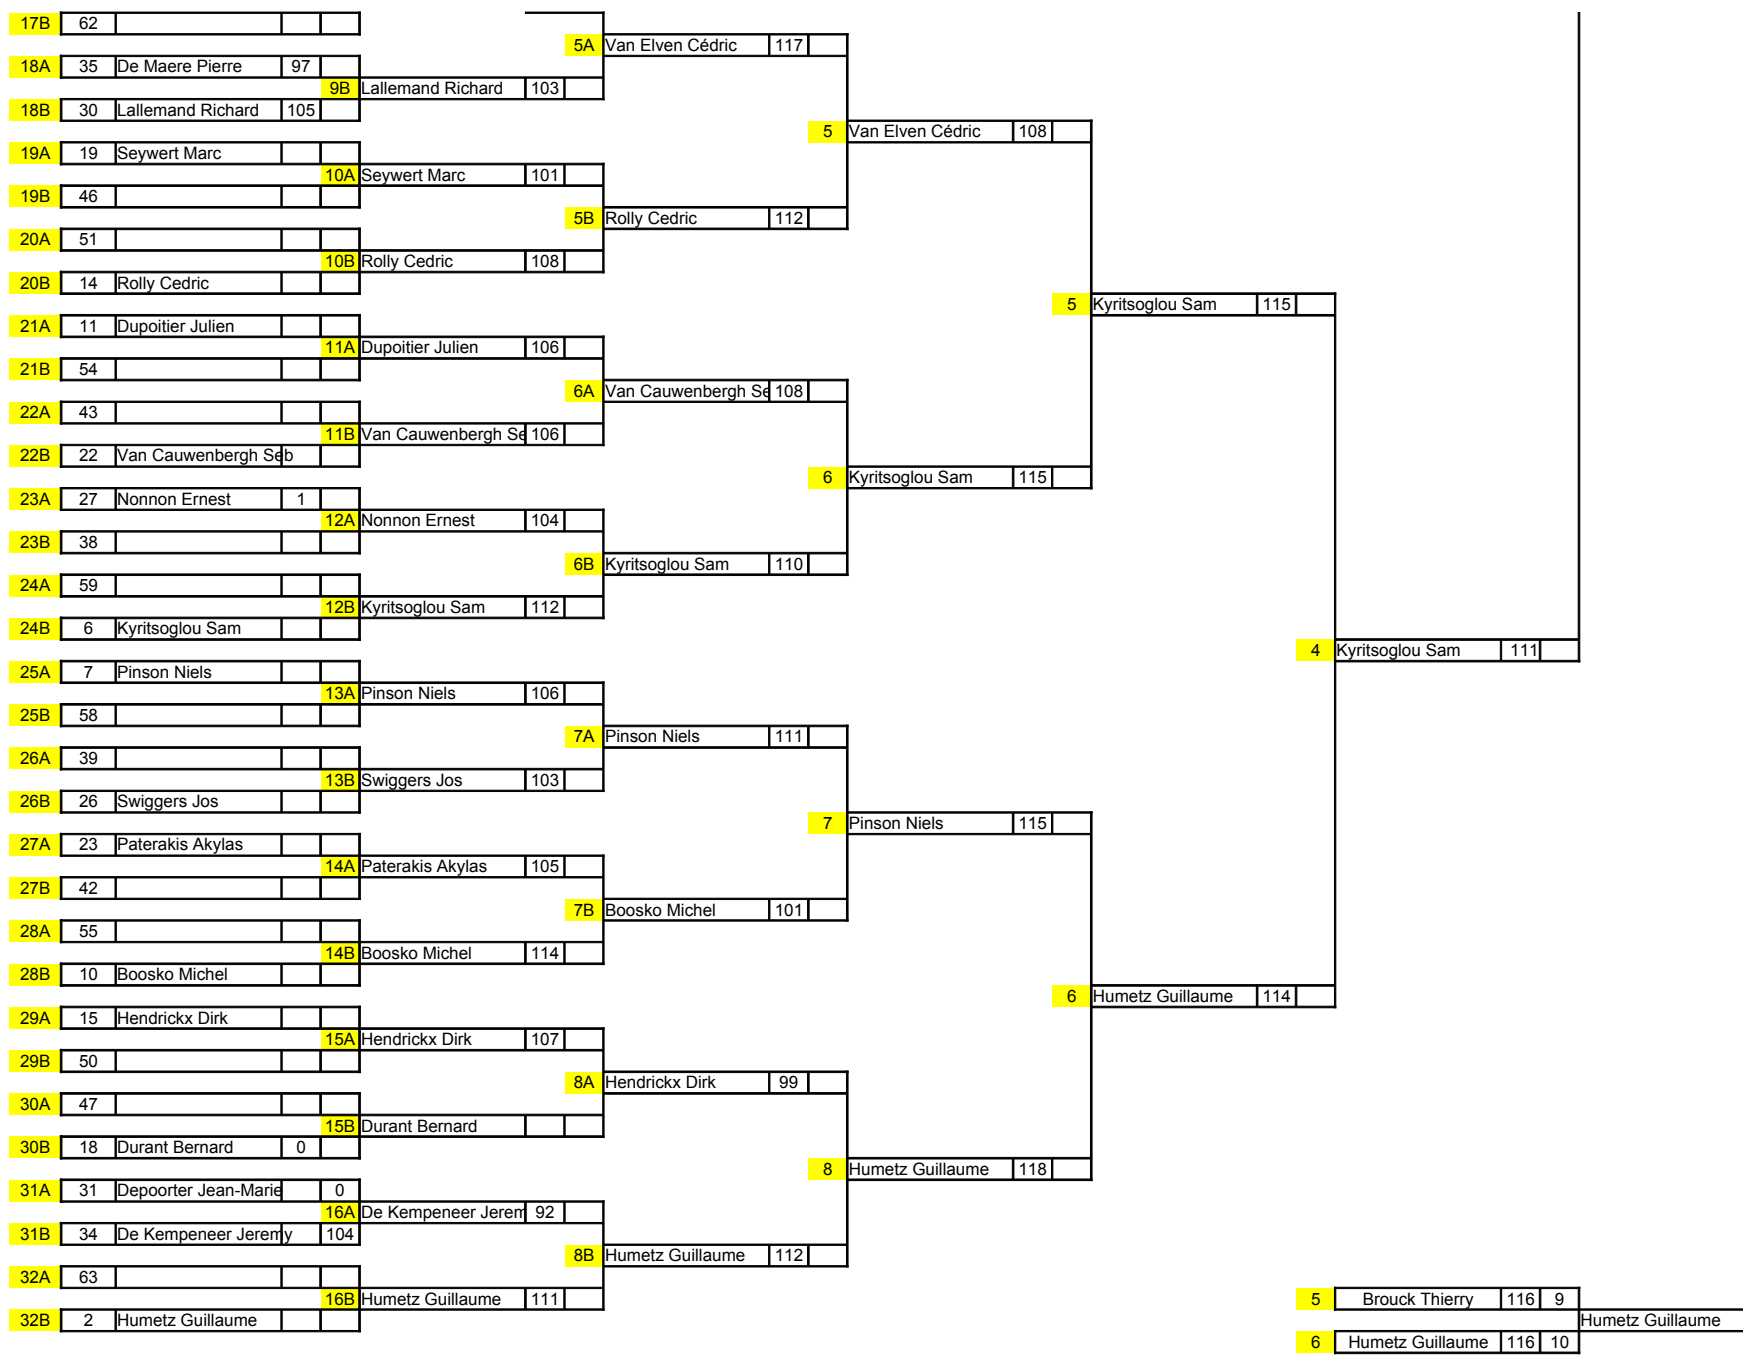 17B 62
5A Van Elven Cédric 117
18A 35 De Maere Pierre 97
9B Lallemand Richard 103
18B 30 Lallemand Richard 105
5 Van Elven Cédric 108
19A 19 Seywert Marc
10A Seywert Marc 101
19B 46
5B Rolly Cedric 112
20A 51
10B Rolly Cedric 108
20B 14 Rolly Cedric
5 Kyritsoglou Sam 115
21A 11 Dupoitier Julien
11A Dupoitier Julien 106
21B 54
6A Van Cauwenbergh Se 108
22A 43
11B Van Cauwenbergh Se 106
22B 22 Van Cauwenbergh Seb
6 Kyritsoglou Sam 115
23A 27 Nonnon Ernest 1
12A Nonnon Ernest 104
23B 38
6B Kyritsoglou Sam 110
24A 59
12B Kyritsoglou Sam 112
24B 6 Kyritsoglou Sam
4 Kyritsoglou Sam 111
25A 7 Pinson Niels
13A Pinson Niels 106
25B 58
7A Pinson Niels 111
26A 39
13B Swiggers Jos 103
26B 26 Swiggers Jos
7 Pinson Niels 115
27A 23 Paterakis Akylas
14A Paterakis Akylas 105
27B 42
7B Boosko Michel 101
28A 55
14B Boosko Michel 114
28B 10 Boosko Michel
6 Humetz Guillaume 114
29A 15 Hendrickx Dirk
15A Hendrickx Dirk 107
29B 50
8A Hendrickx Dirk 99
30A 47
15B Durant Bernard
30B 18 Durant Bernard 0
8 Humetz Guillaume 118
31A 31 Depoorter Jean-Marie 0
16A De Kempeneer Jerem 92
31B 34 De Kempeneer Jeremy 104
8B Humetz Guillaume 112
32A 63
16B Humetz Guillaume 111
5 Brouck Thierry 116 9
32B 2 Humetz Guillaume
Humetz Guillaume
6 Humetz Guillaume 116 10